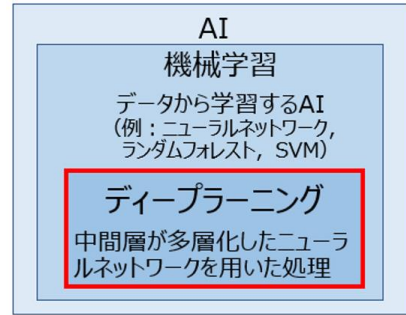 AI
機械学習
データから学習するAI
(例：ニューラルネットワーク,
ランダムフォレスト, SVM)
ディープラーニング
中間層が多層化したニューラ
ルネットワークを用いた処理